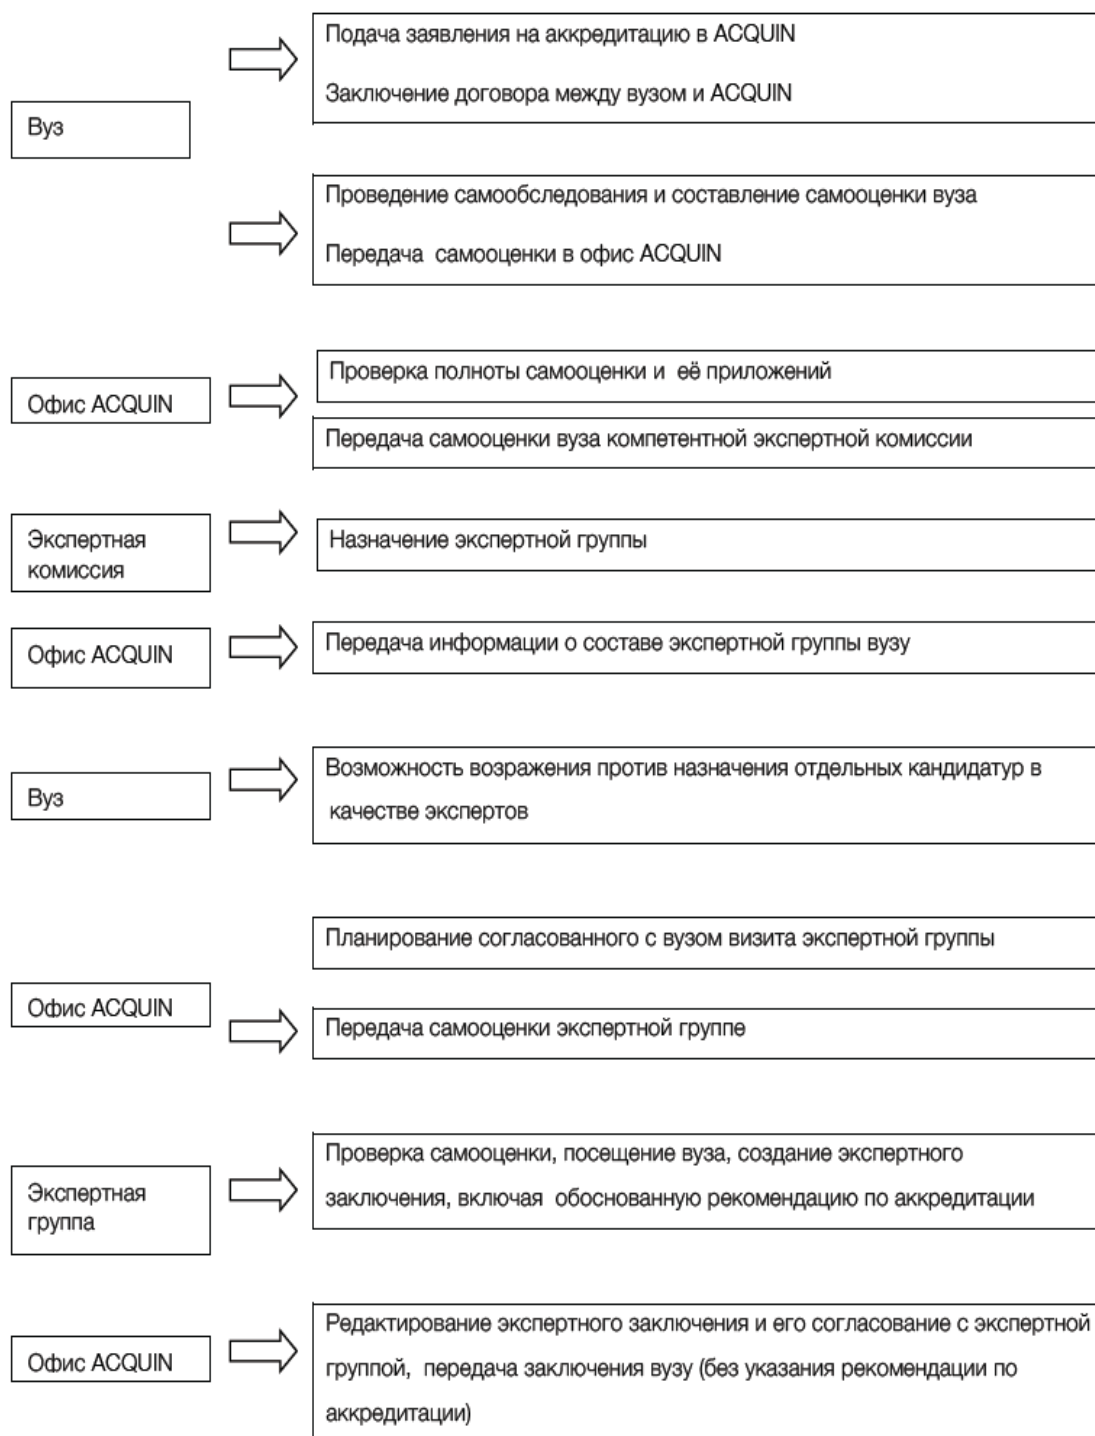 Вуз
Подача заявления на аккредитацию в ACQUIN
Заключение договора между вузом и ACQUIN
Проведение самообследования и составление самооценки вуза
Передача самооценки в офис ACQUIN
Офис ACQUIN
Проверка полноты самооценки и её приложений
Передача самооценки вуза компетентной экспертной комиссии
Экспертная
комиссия
Назначение экспертной группы
Офис ACQUIN
Передача информации о составе экспертной группы вузу
Вуз
Возможность возражения против назначения отдельных кандидатур в
качестве экспертов
Офис ACQUIN
Планирование согласованного с вузом визита экспертной группы
Передача самооценки экспертной группе
Экспертная
группа
Проверка самооценки, посещение вуза, создание экспертного
заключения, включая обоснованную рекомендацию по аккредитации
Офис ACQUIN
Редактирование экспертного заключения и его согласование с экспертной
группой, передача заключения вузу (без указания рекомендации по
аккредитации)